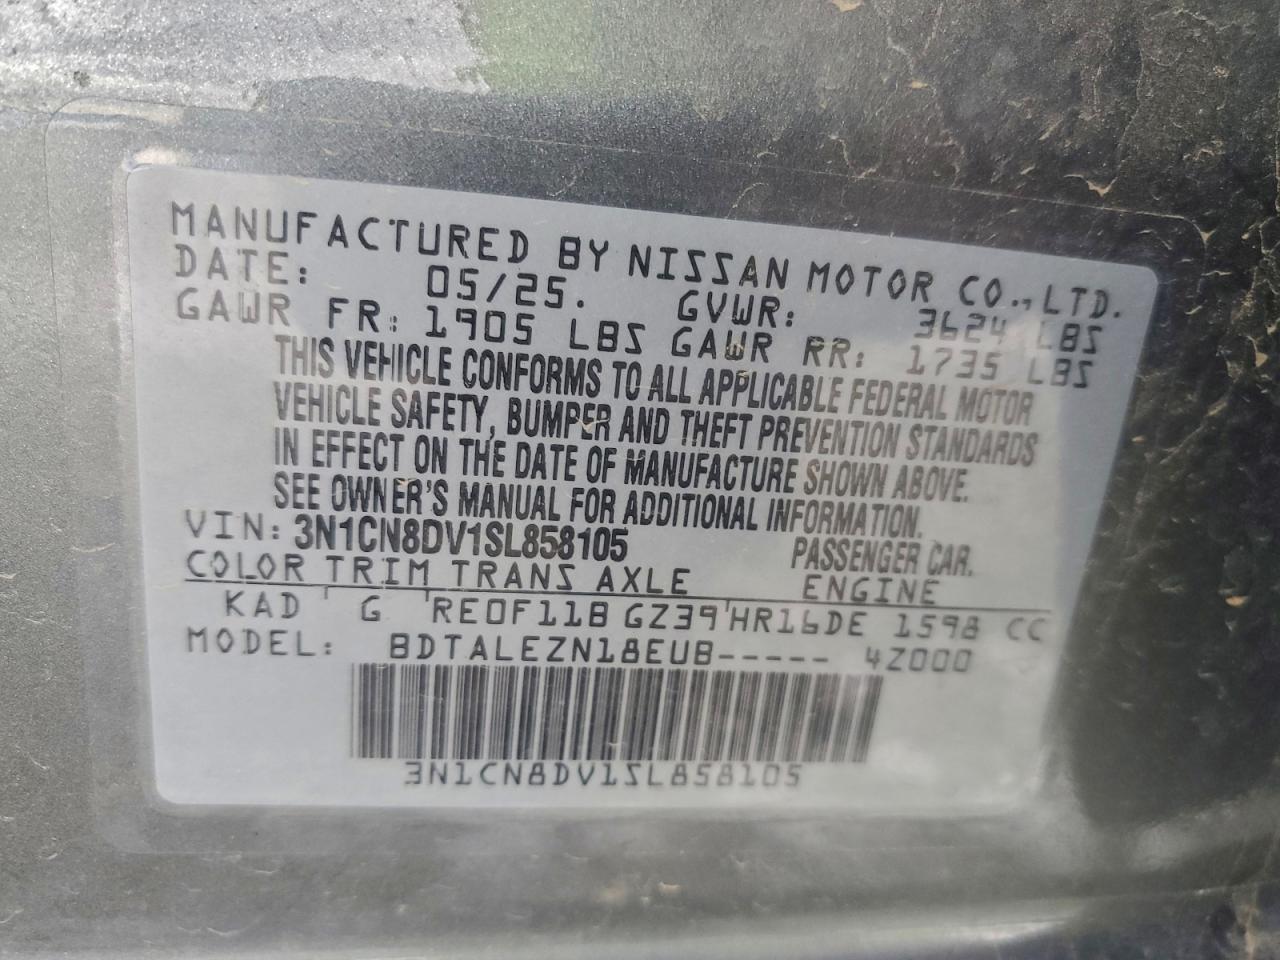 MANUFACTURED BY NISSAN MOTOR CO., LTD.
DATE: 05/25. GVWR: 3624 LBS
GAWR FR: 1905 LBS GAWR RR: 1735 LBS
THIS VEHICLE CONFORMS TO ALL APPLICABLE FEDERAL MOTOR
VEHICLE SAFETY, BUMPER AND THEFT PREVENTION STANDARDS
IN EFFECT ON THE DATE OF MANUFACTURE SHOWN ABOVE.
SEE OWNER'S MANUAL FOR ADDITIONAL INFORMATION.
VIN: 3N1CN8DV1SL858105 PASSENGER CAR.
COLOR TRIM TRANS AXLE ENGINE
KAD G RE0F11B GZ39 HR16DE 1598 CC
MODEL: BDTALEZN18EUB----- 4Z000
3N1CN8DV1SL858105